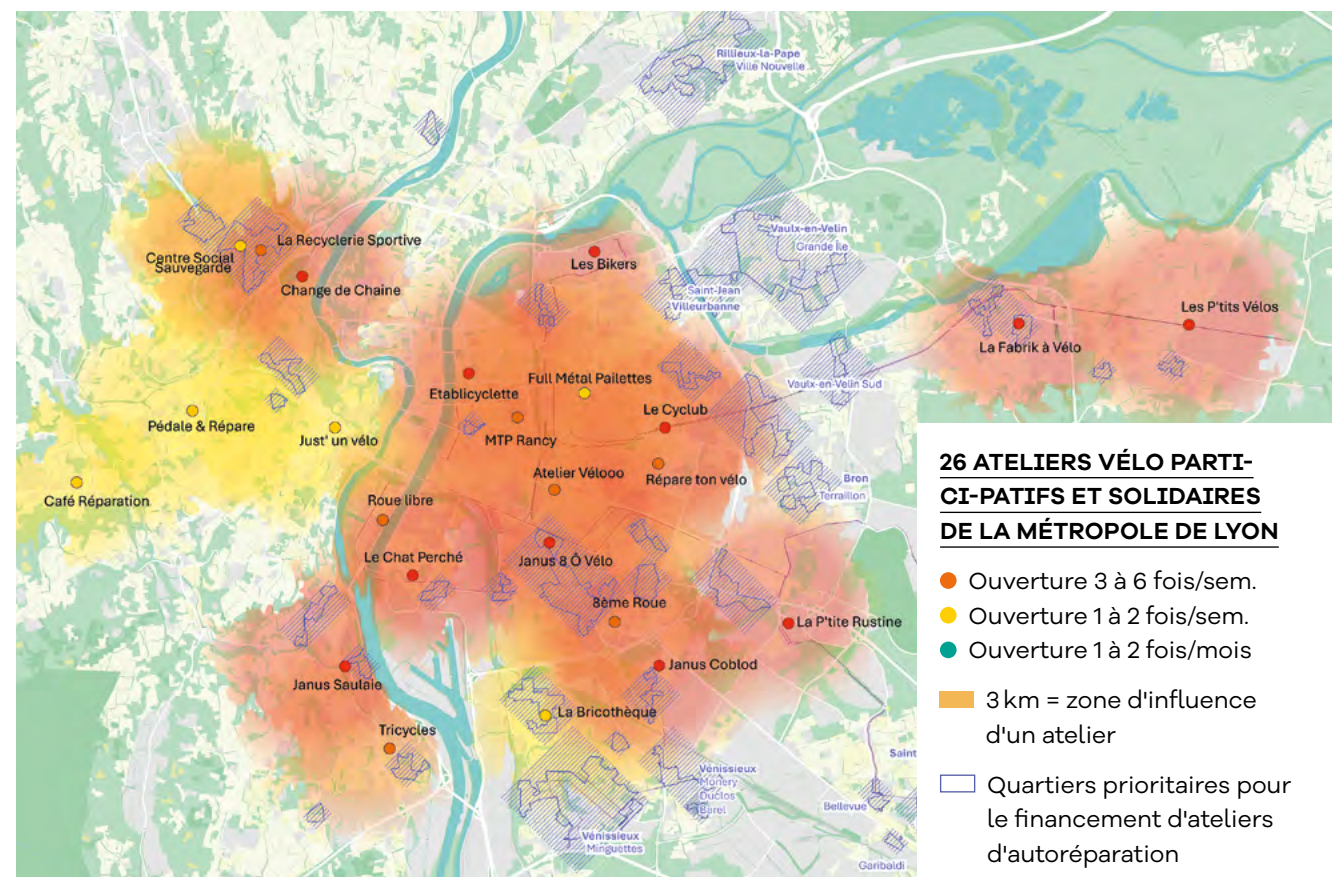 Rillieux-la-Pape
Ville Nouvelle
Vaulx-en-Velin
Grande Île
La Recyclerie Sportive
Centre Social
Sauvegarde
Change de Chaine
Les Bikers
Saint-Jean
Villeurbanne
Les P'tits Vélos
La Fabrik à Vélo
Full Métal Pailettes
Vaulx-en-Velin Sud
Etablicyclette
Le Cyclub
Pédale & Répare
Just' un vélo
MTP Rancy
Atelier Vélooo
Répare ton vélo
Bron
Terraillon
Café Réparation
Roue libre
Le Chat Perché
Janus 8 Ô Vélo
8ème Roue
La P'tite Rustine
Janus Saulaie
Janus Coblod
La Bricothèque
Tricycles
Saint
Vénissieux
Monery
Duclos
Barel
Bellevue
Vénissieux
Minguettes
Garibaldi
26 ATELIERS VÉLO PARTI-
CI-PATIFS ET SOLIDAIRES
DE LA MÉTROPOLE DE LYON
Ouverture 3 à 6 fois/sem.
Ouverture 1 à 2 fois/sem.
Ouverture 1 à 2 fois/mois
3 km = zone d'influence
d'un atelier
Quartiers prioritaires pour
le financement d'ateliers
d'autoréparation